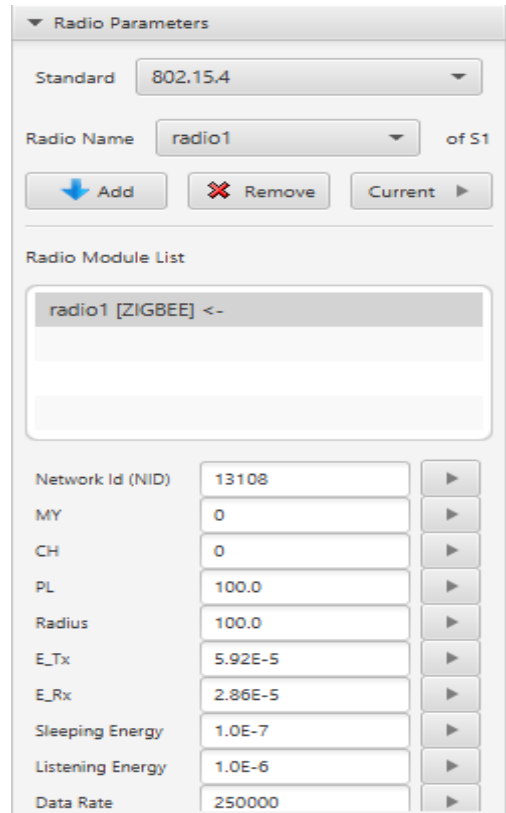 Radio Parameters
Standard 802.15.4
Radio Name radio1 of S1
Add Remove Current
Radio Module List
radio1 [ZIGBEE] <-
Network Id (NID) 13108
MY 0
CH 0
PL 100.0
Radius 100.0
E_Tx 5.92E-5
E_Rx 2.86E-5
Sleeping Energy 1.0E-7
Listening Energy 1.0E-6
Data Rate 250000